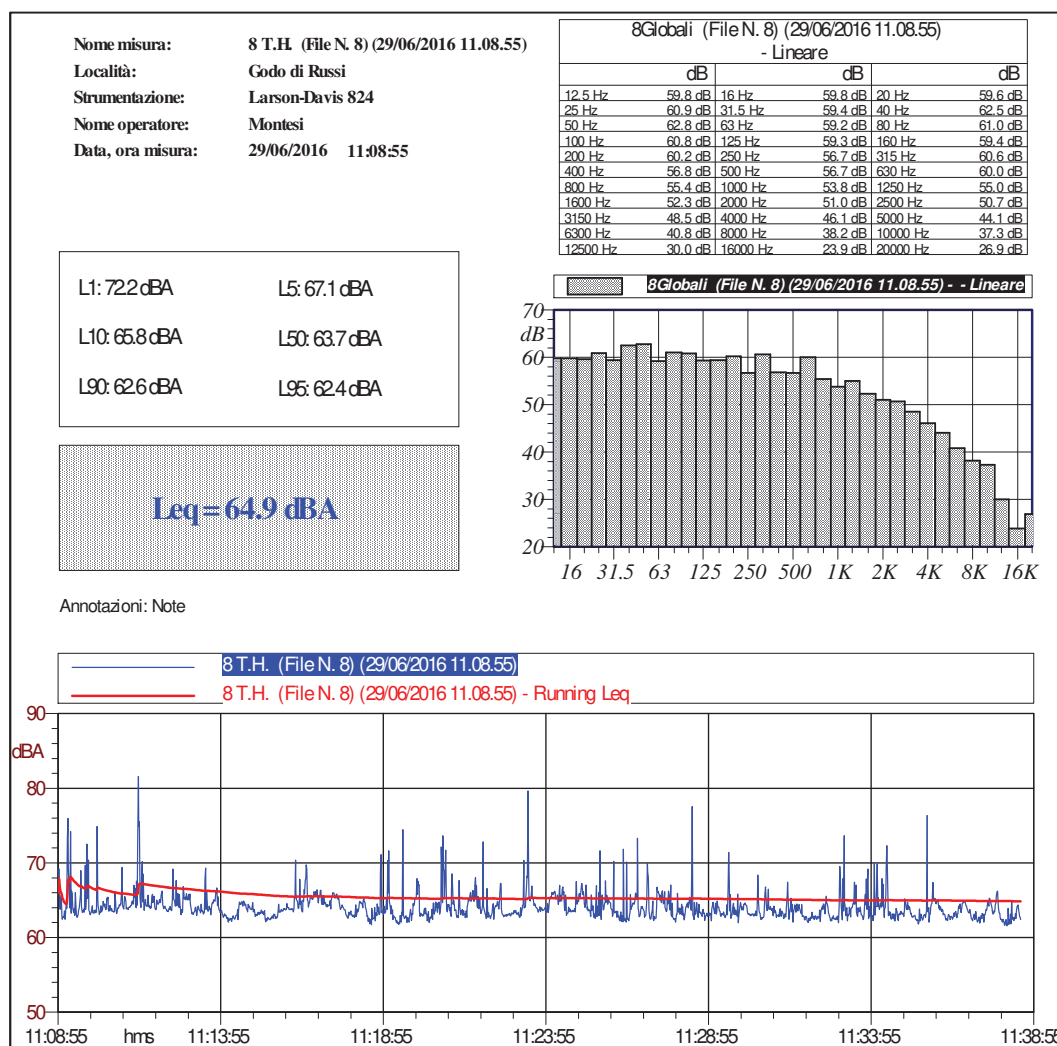 Nome misura: 8 T.H. (File N. 8) (29/06/2016 11.08.55)
Località: Godo di Russi
Strumentazione: Larson-Davis 824
Nome operatore: Montesi
Data, ora misura: 29/06/2016 11:08:55
8Globali (File N. 8) (29/06/2016 11.08.55)
- Lineare
dB dB dB
12.5 Hz 59.8 dB 16 Hz 59.8 dB 20 Hz 59.6 dB
25 Hz 60.9 dB 31.5 Hz 59.4 dB 40 Hz 62.5 dB
50 Hz 62.8 dB 63 Hz 59.2 dB 80 Hz 61.0 dB
100 Hz 60.8 dB 125 Hz 59.3 dB 160 Hz 59.4 dB
200 Hz 60.2 dB 250 Hz 56.7 dB 315 Hz 60.6 dB
400 Hz 56.8 dB 500 Hz 56.7 dB 630 Hz 60.0 dB
800 Hz 55.4 dB 1000 Hz 53.8 dB 1250 Hz 55.0 dB
1600 Hz 52.3 dB 2000 Hz 51.0 dB 2500 Hz 50.7 dB
3150 Hz 48.5 dB 4000 Hz 46.1 dB 5000 Hz 44.1 dB
6300 Hz 40.8 dB 8000 Hz 38.2 dB 10000 Hz 37.3 dB
12500 Hz 30.0 dB 16000 Hz 23.9 dB 20000 Hz 26.9 dB
L1: 72.2 dBA L5: 67.1 dBA
L10: 65.8 dBA L50: 63.7 dBA
L90: 62.6 dBA L95: 62.4 dBA
Leq = 64.9 dBA
8Globali (File N. 8) (29/06/2016 11.08.55) - - Lineare
70
dB
60
50
40
30
20
16 31.5 63 125 250 500 1K 2K 4K 8K 16K
Annotazioni: Note
8 T.H. (File N. 8) (29/06/2016 11.08.55)
8 T.H. (File N. 8) (29/06/2016 11.08.55) - Running Leq
90
dBA
80
70
60
50
11:08:55 hms 11:13:55 11:18:55 11:23:55 11:28:55 11:33:55 11:38:55